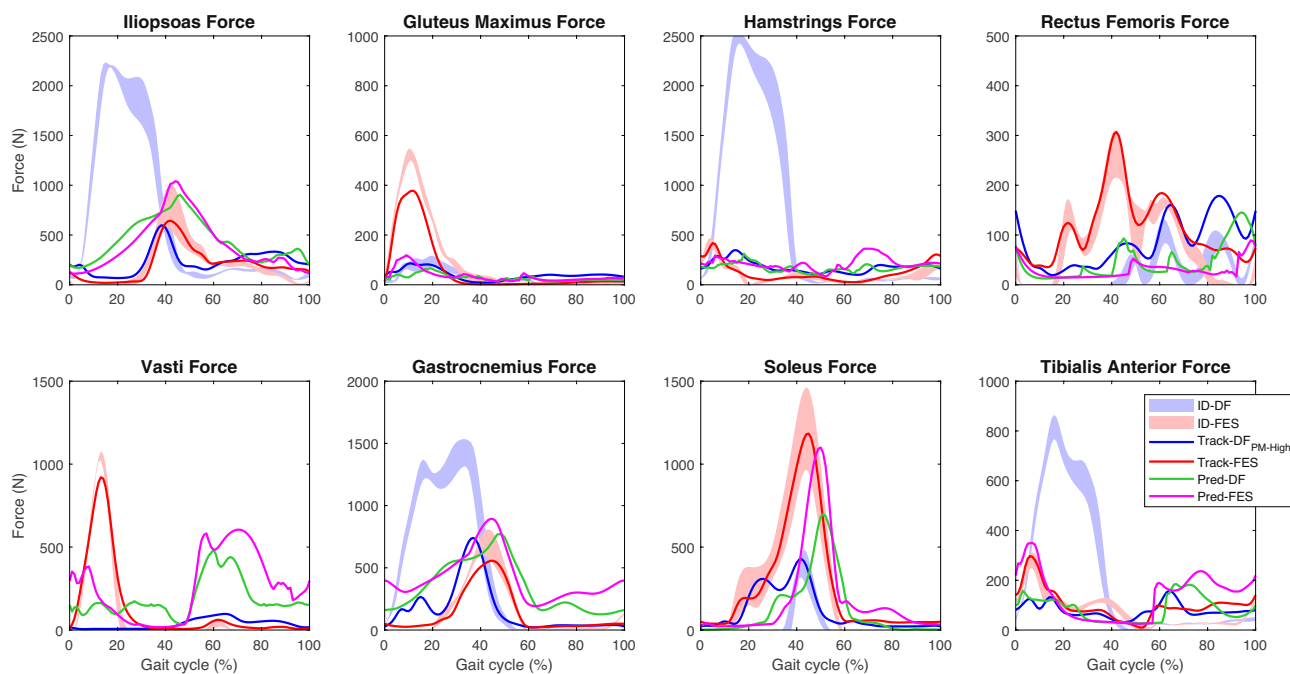 Iliopsoas Force
Gluteus Maximus Force
Hamstrings Force
Rectus Femoris Force
2500
2000
1500
1000
500
0
Force (N)
0 20 40 60 80 100
1000
800
600
400
200
0
0 20 40 60 80 100
2500
2000
1500
1000
500
0
0 20 40 60 80 100
500
300
200
100
0
0 20 40 60 80 100
Vasti Force
Gastrocnemius Force
Soleus Force
Tibialis Anterior Force
1500
1000
500
0
Force (N)
0 20 40 60 80 100
Gait cycle (%)
2000
1500
1000
500
0
0 20 40 60 80 100
Gait cycle (%)
1500
1000
500
0
0 20 40 60 80 100
Gait cycle (%)
1000
800
600
400
200
0
0 20 40 60 80 100
Gait cycle (%)
ID-DF
ID-FES
Track-DF_PM-High
Track-FES
Pred-DF
Pred-FES